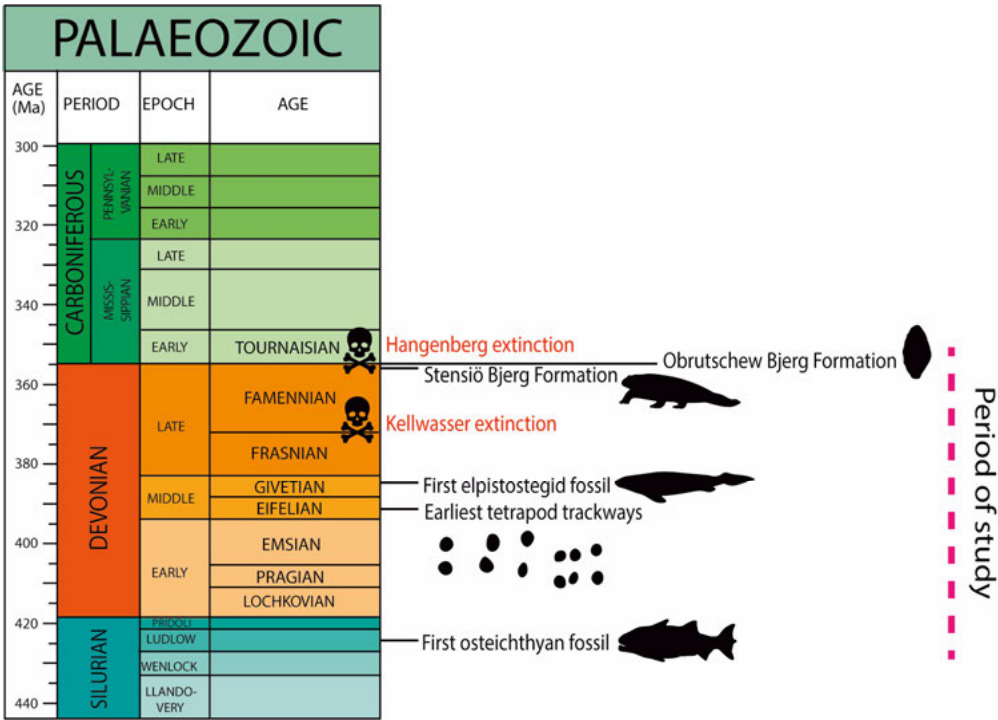 PALAEOZOIC
AGE
(Ma)
PERIOD
EPOCH
AGE
300
320
340
360
380
400
420
440
CARBONIFEROUS
PENNSYL-
VANIAN
MISSIS-
SIPPIAN
DEVONIAN
SILURIAN
LATE
MIDDLE
EARLY
LATE
MIDDLE
EARLY
TOURNAISIAN
LATE
FAMENNIAN
FRASNIAN
MIDDLE
GIVETIAN
EIFELIAN
EARLY
EMSIAN
PRAGIAN
LOCHKOVIAN
PRIDOLI
LUDLOW
WENLOCK
LLANDO-
VERY
Hangenberg extinction
Obrutschew Bjerg Formation
Stensiö Bjerg Formation
Kellwasser extinction
First elpistostegid fossil
Earliest tetrapod trackways
First osteichthyan fossil
Period of study